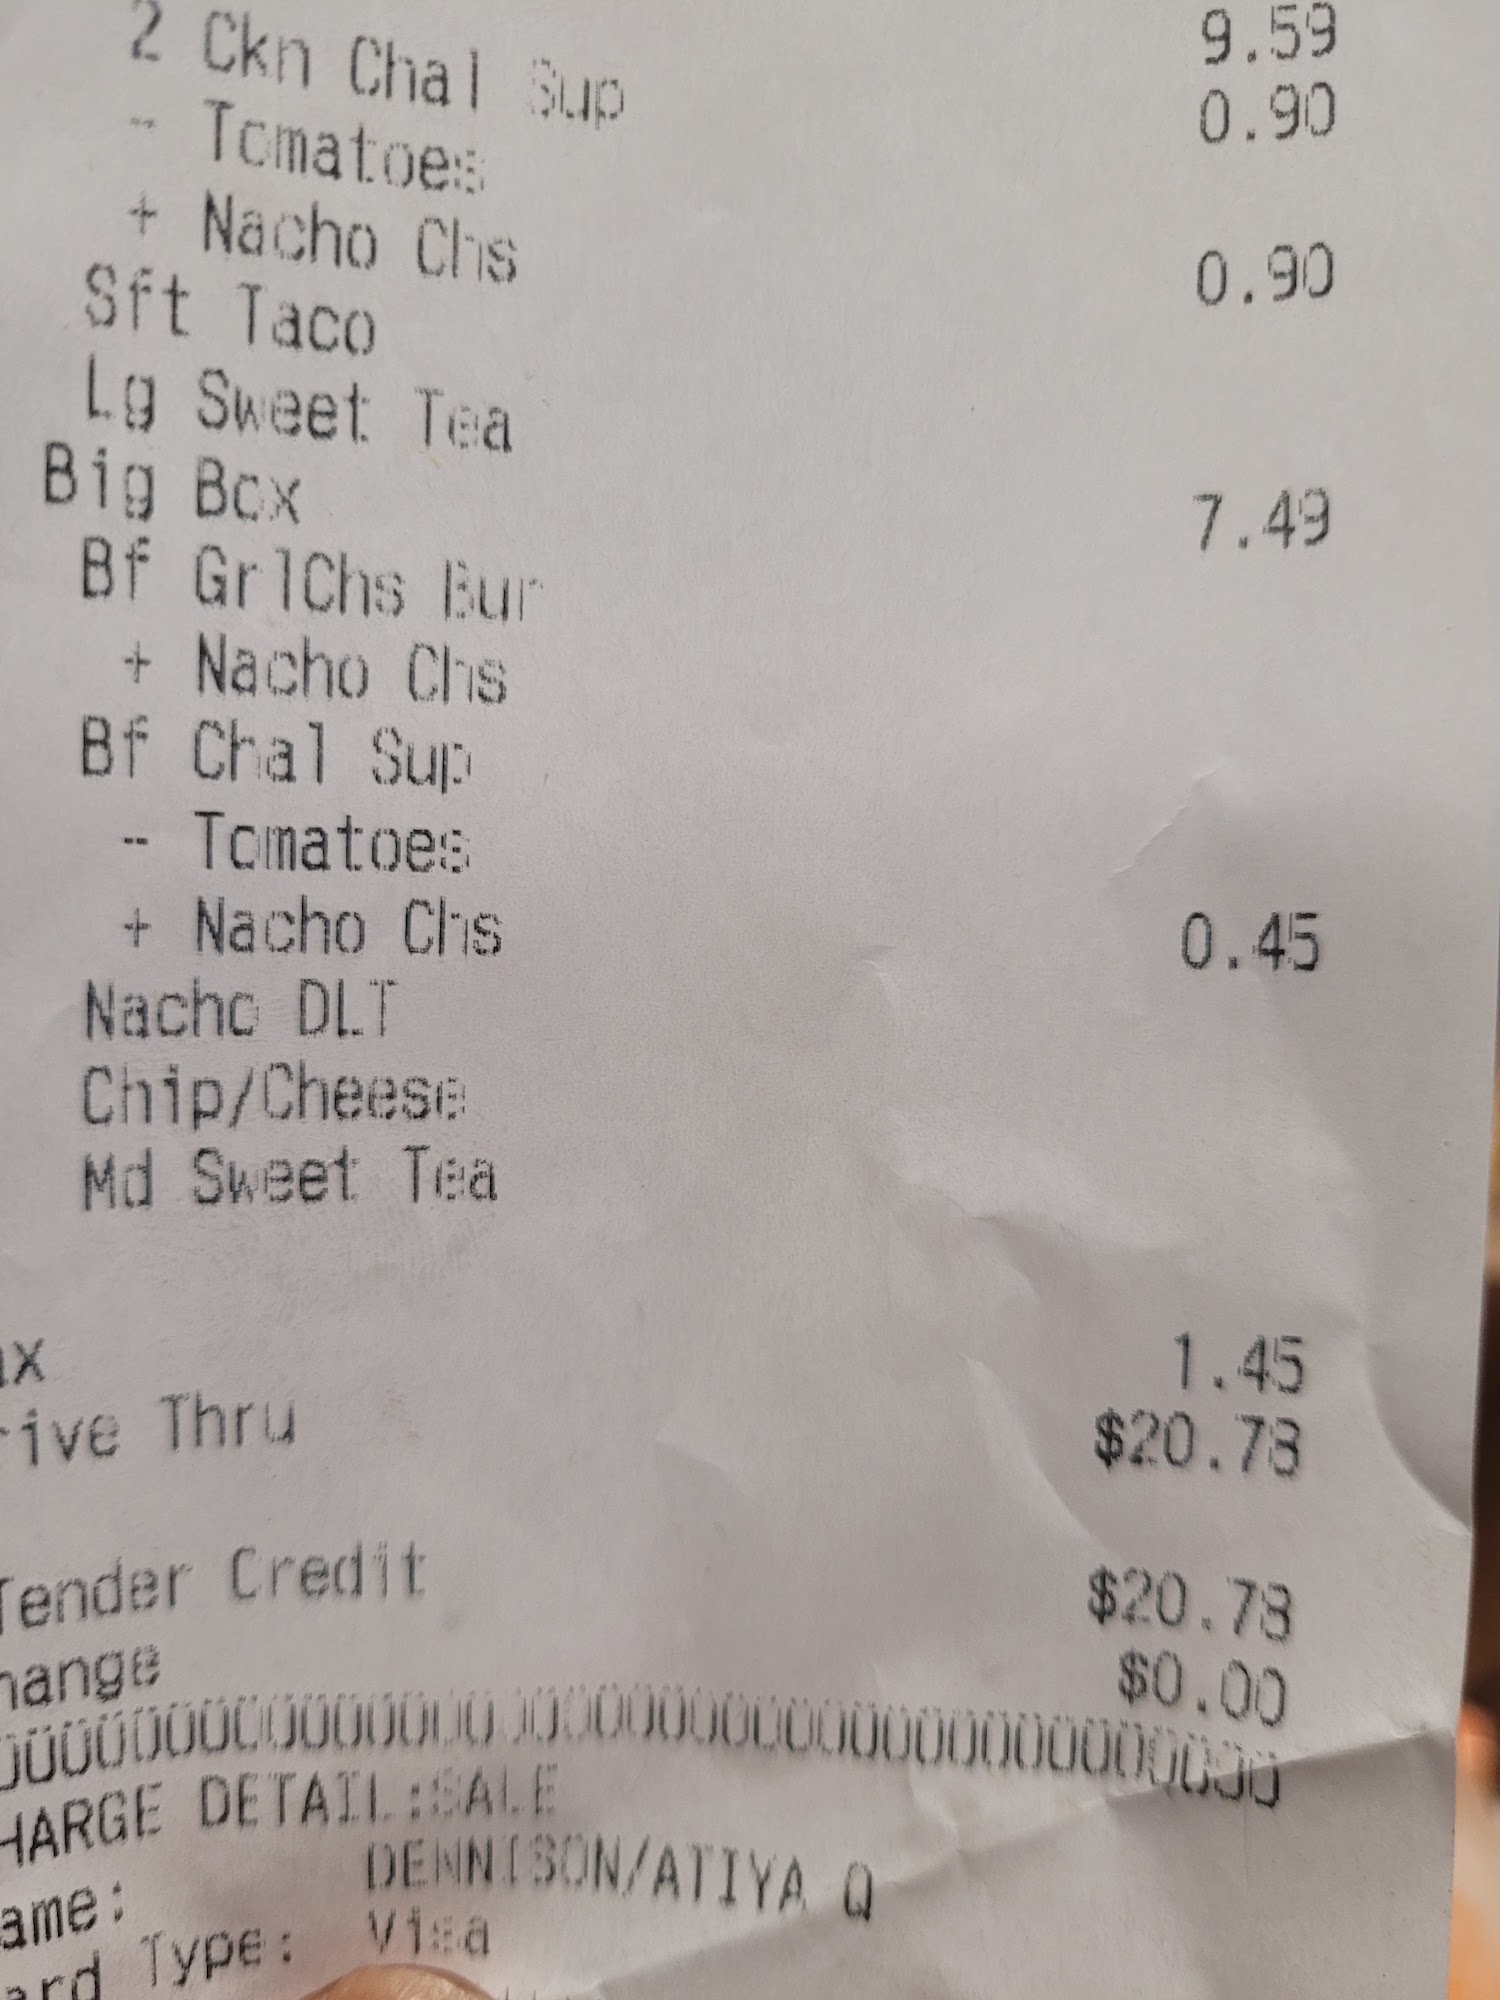 9.59
2 Ckn Chal Sup 0.90
- Tomatoes
+ Nacho Chs 0.90
Sft Taco
Lg Sweet Tea
Big Box 7.49
Bf GrlChs Bur
+ Nacho Chs
Bf Chal Sup
- Tomatoes
+ Nacho Chs 0.45
Nacho DLT
Chip/Cheese
Md Sweet Tea
ax 1.45
rive Thru $20.78
Tender Credit $20.78
hange $0.00
HARGE DETAIL:SALE
ame: DENNISON/ATIYA Q
ard Type: Visa